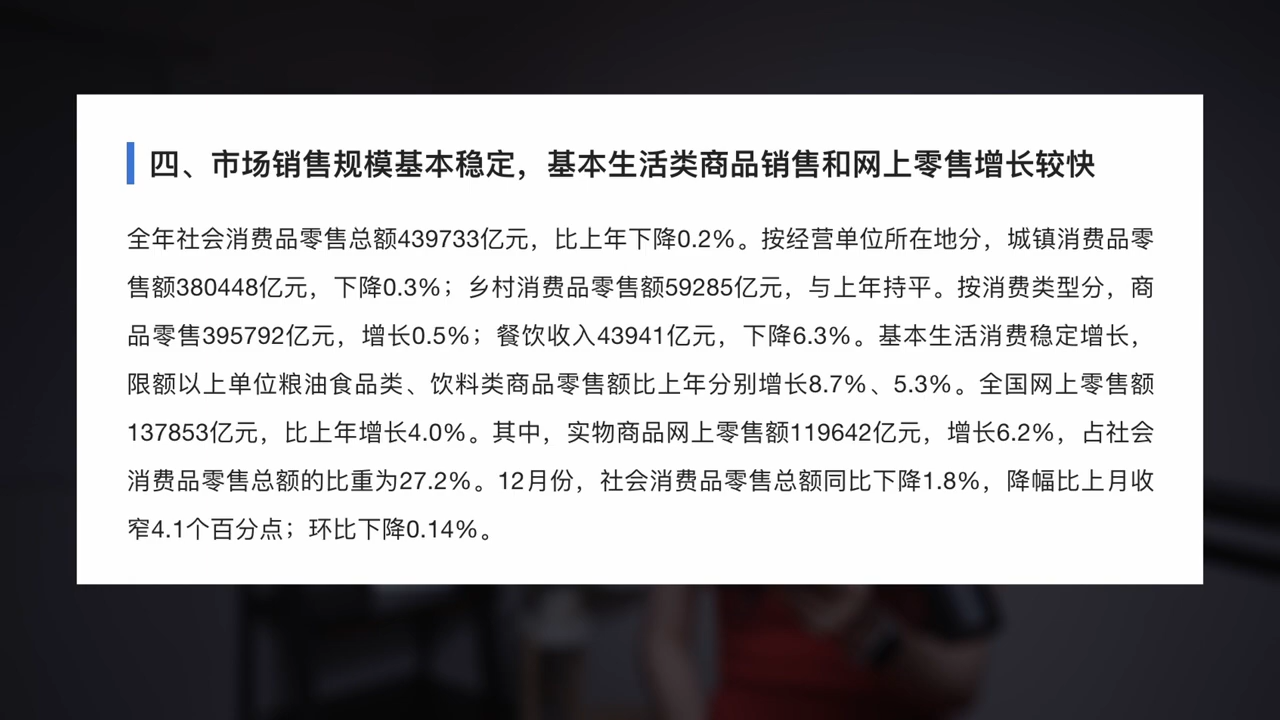 四、市场销售规模基本稳定，基本生活类商品销售和网上零售增长较快
全年社会消费品零售总额439733亿元，比上年下降0.2%。按经营单位所在地分，城镇消费品零
售额380448亿元，下降0.3%；乡村消费品零售额59285亿元，与上年持平。按消费类型分，商
品零售395792亿元，增长0.5%；餐饮收入43941亿元，下降6.3%。基本生活消费稳定增长，
限额以上单位粮油食品类、饮料类商品零售额比上年分别增长8.7%、5.3%。全国网上零售额
137853亿元，比上年增长4.0%。其中，实物商品网上零售额119642亿元，增长6.2%，占社会
消费品零售总额的比重为27.2%。12月份，社会消费品零售总额同比下降1.8%，降幅比上月收
窄4.1个百分点；环比下降0.14%。